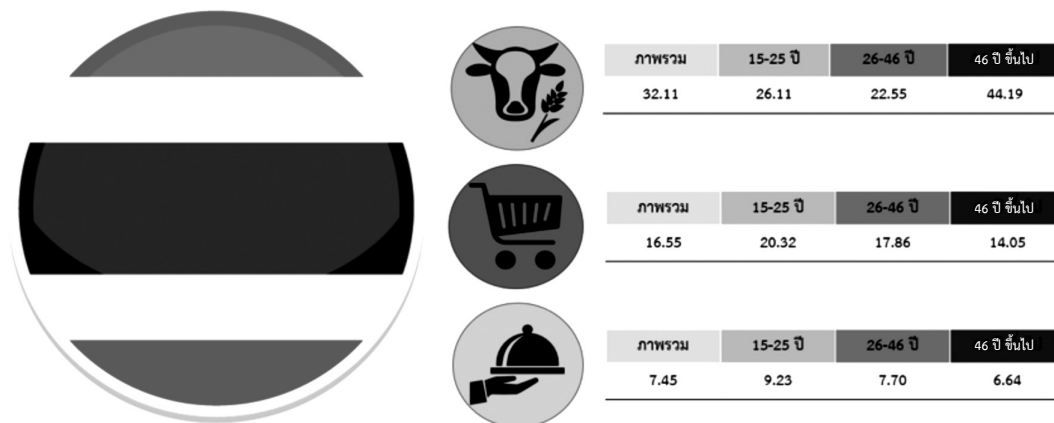 ภาพรวม 15-25 ปี 26-46 ปี 46 ปี ขึ้นไป
32.11 26.11 22.55 44.19
ภาพรวม 15-25 ปี 26-46 ปี 46 ปี ขึ้นไป
16.55 20.32 17.86 14.05
ภาพรวม 15-25 ปี 26-46 ปี 46 ปี ขึ้นไป
7.45 9.23 7.70 6.64